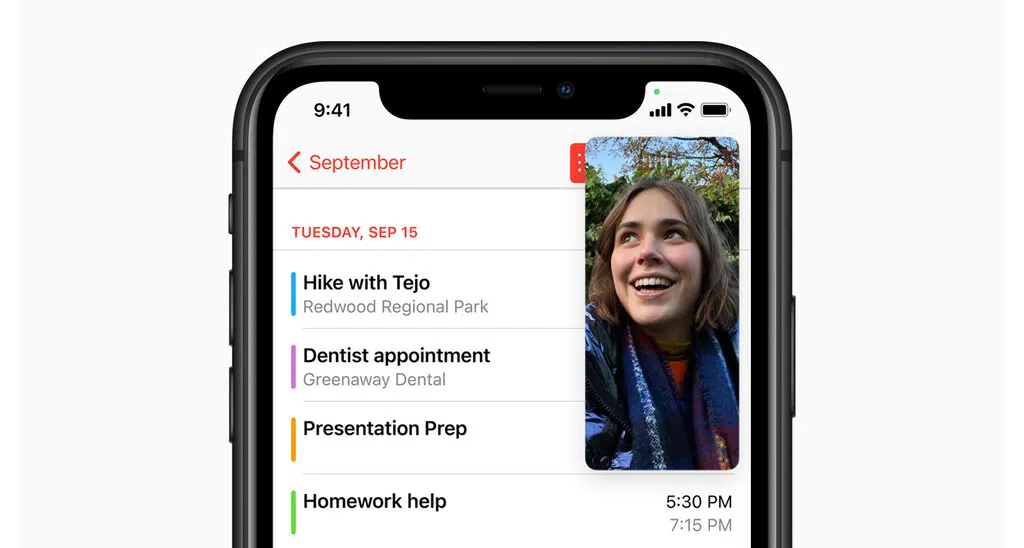 9:41
September
TUESDAY, SEP 15
Hike with Tejo
Redwood Regional Park
Dentist appointment
Greenaway Dental
Presentation Prep
Homework help 5:30 PM
7:15 PM